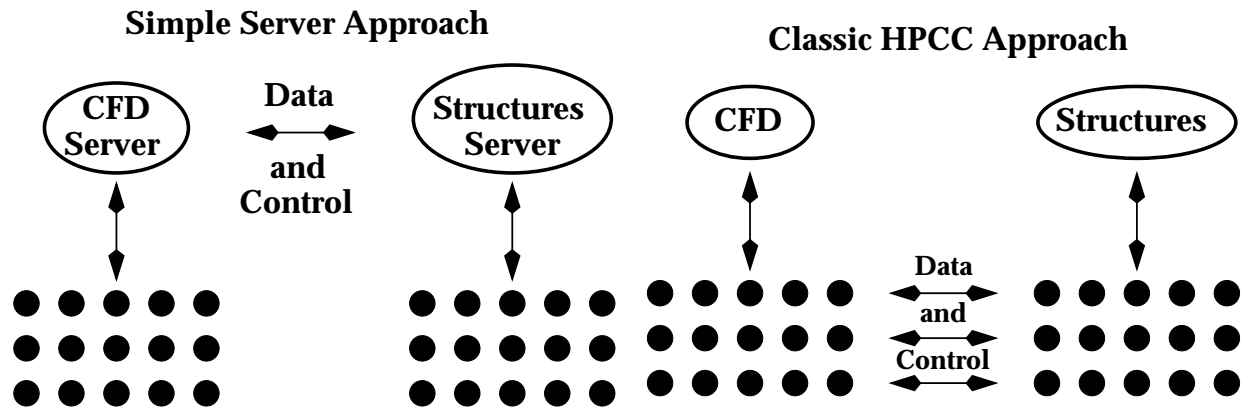 Simple Server Approach
CFD
Server
Data
and
Control
Structures
Server
Classic HPCC Approach
CFD
Structures
Data
and
Control